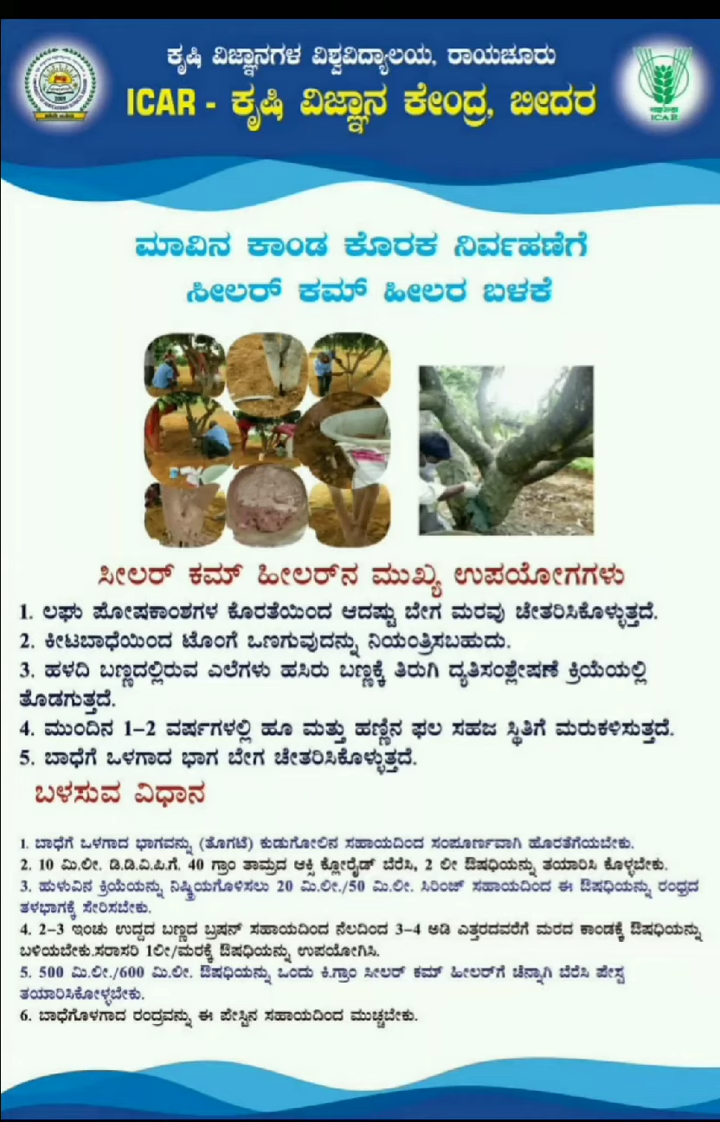 ಕೃಷಿ ವಿಜ್ಞಾನಗಳ ವಿಶ್ವವಿದ್ಯಾಲಯ, ರಾಯಚೂರು
ICAR - ಕೃಷಿ ವಿಜ್ಞಾನ ಕೇಂದ್ರ, ಬೀದರ
ICAR
ಮಾವಿನ ಕಾಂಡ ಕೊರಕ ನಿರ್ವಹಣೆಗೆ
ಸೀಲರ್ ಕಮ್ ಹೀಲರ ಬಳಕೆ
ಸೀಲರ್ ಕಮ್ ಹೀಲರ್‌ನ ಮುಖ್ಯ ಉಪಯೋಗಗಳು
1. ಲಘು ಪೋಷಕಾಂಶಗಳ ಕೊರತೆಯಿಂದ ಆದಷ್ಟು ಬೇಗ ಮರವು ಚೇತರಿಸಿಕೊಳ್ಳುತ್ತದೆ.
2. ಕೀಟಬಾಧೆಯಿಂದ ಟೊಂಗೆ ಒಣಗುವುದನ್ನು ನಿಯಂತ್ರಿಸಬಹುದು.
3. ಹಳದಿ ಬಣ್ಣದಲ್ಲಿರುವ ಎಲೆಗಳು ಹಸಿರು ಬಣ್ಣಕ್ಕೆ ತಿರುಗಿ ದ್ಯತಿಸಂಶ್ಲೇಷಣೆ ಕ್ರಿಯೆಯಲ್ಲಿ
ತೊಡಗುತ್ತದೆ.
4. ಮುಂದಿನ 1-2 ವರ್ಷಗಳಲ್ಲಿ ಹೂ ಮತ್ತು ಹಣ್ಣಿನ ಫಲ ಸಹಜ ಸ್ಥಿತಿಗೆ ಮರುಕಳಿಸುತ್ತದೆ.
5. ಬಾಧೆಗೆ ಒಳಗಾದ ಭಾಗ ಬೇಗ ಚೇತರಿಸಿಕೊಳ್ಳುತ್ತದೆ.
ಬಳಸುವ ವಿಧಾನ
1. ಬಾಧೆಗೆ ಒಳಗಾದ ಭಾಗವನ್ನು (ತೊಗಟೆ) ಕುಡುಗೋಲಿನ ಸಹಾಯದಿಂದ ಸಂಪೂರ್ಣವಾಗಿ ಹೊರತೆಗೆಯಬೇಕು.
2. 10 ಮಿ.ಲೀ. ಡಿ.ಡಿ.ವಿ.ಪಿ.ಗೆ. 40 ಗ್ರಾಂ ತಾಮ್ರದ ಆಕ್ಸಿ ಕ್ಲೋರೈಡ್ ಬೆರೆಸಿ, 2 ಲೀ ಔಷಧಿಯನ್ನು ತಯಾರಿಸಿ ಕೊಳ್ಳಬೇಕು.
3. ಹುಳುವಿನ ಕ್ರಿಯೆಯನ್ನು ನಿಷ್ಕ್ರಿಯಗೊಳಿಸಲು 20 ಮಿ.ಲೀ./50 ಮಿ.ಲೀ. ಸಿರಿಂಜ್ ಸಹಾಯದಿಂದ ಈ ಔಷಧಿಯನ್ನು ರಂಧ್ರದ
ತಳಭಾಗಕ್ಕೆ ಸೇರಿಸಬೇಕು.
4. 2-3 ಇಂಚು ಉದ್ದದ ಬಣ್ಣದ ಬ್ರಷನ್ ಸಹಾಯದಿಂದ ನೆಲದಿಂದ 3-4 ಅಡಿ ಎತ್ತರದವರೆಗೆ ಮರದ ಕಾಂಡಕ್ಕೆ ಔಷಧಿಯನ್ನು
ಬಳಿಯಬೇಕು.ಸರಾಸರಿ 1ಲೀ/ಮರಕ್ಕೆ ಔಷಧಿಯನ್ನು ಉಪಯೋಗಿಸಿ.
5. 500 ಮಿ.ಲೀ./600 ಮಿ.ಲೀ. ಔಷಧಿಯನ್ನು ಒಂದು ಕಿ.ಗ್ರಾಂ ಸೀಲರ್ ಕಮ್ ಹೀಲರ್‌ಗೆ ಚೆನ್ನಾಗಿ ಬೆರೆಸಿ ಪೇಸ್ಟ
ತಯಾರಿಸಿಕೋಳ್ಳಬೇಕು.
6. ಬಾಧೆಗೊಳಗಾದ ರಂದ್ರವನ್ನು ಈ ಪೇಸ್ಟಿನ ಸಹಾಯದಿಂದ ಮುಚ್ಚಬೇಕು.